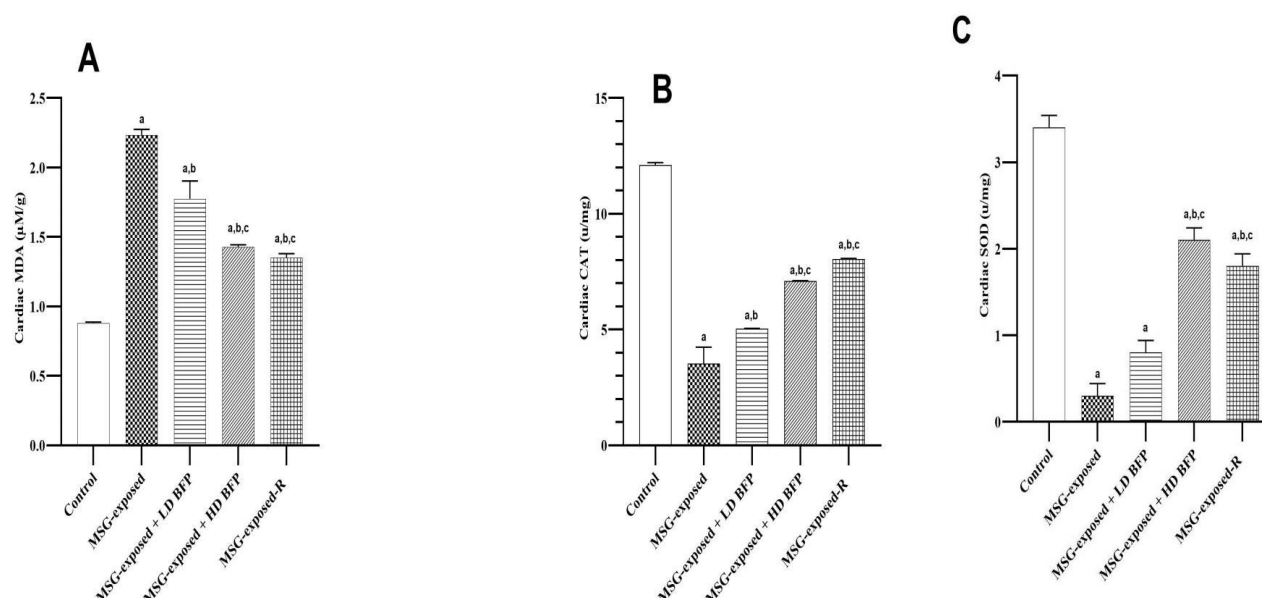 A
Cardiac MDA (µM/g)
2.5
2.0
1.5
1.0
0.5
0.0
a
a,b
a,b,c
a,b,c
Control
MSG-exposed
MSG-exposed + LD BFP
MSG-exposed + HD BFP
MSG-exposed-R
B
Cardiac CAT (u/mg)
15
12
5
0
a
a,b
a,b,c
a,b,c
Control
MSG-exposed
MSG-exposed + LD BFP
MSG-exposed + HD BFP
MSG-exposed-R
C
Cardiac SOD (u/mg)
4
3
2
1
0
a
a
a,b,c
a,b,c
Control
MSG-exposed
MSG-exposed + LD BFP
MSG-exposed + HD BFP
MSG-exposed-R